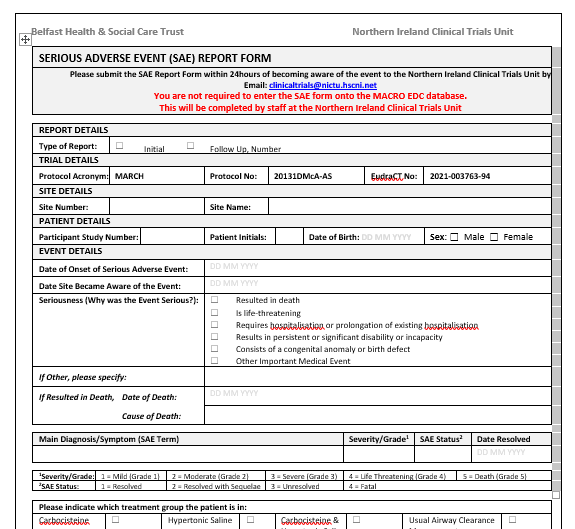 Belfast Health & Social Care Trust Northern Ireland Clinical Trials Unit
SERIOUS ADVERSE EVENT (SAE) REPORT FORM
Please submit the SAE Report Form within 24hours of becoming aware of the event to the Northern Ireland Clinical Trials Unit by
Email: clinicaltrials@nictu.hscni.net
You are not required to enter the SAE form onto the MACRO EDC database.
This will be completed by staff at the Northern Ireland Clinical Trials Unit
REPORT DETAILS
Type of Report: ☐ Initial ☐ Follow Up, Number
TRIAL DETAILS
Protocol Acronym: MARCH Protocol No: 20131DMcA-AS EudraCT No: 2021-003763-94
SITE DETAILS
Site Number: Site Name:
PATIENT DETAILS
Participant Study Number: Patient Initials: Date of Birth: DD MM YYYY Sex: ☐ Male ☐ Female
EVENT DETAILS
Date of Onset of Serious Adverse Event: DD MM YYYY
Date Site Became Aware of the Event: DD MM YYYY
Seriousness (Why was the Event Serious?): ☐ Resulted in death
☐ Is life-threatening
☐ Requires hospitalisation or prolongation of existing hospitalisation
☐ Results in persistent or significant disability or incapacity
☐ Consists of a congenital anomaly or birth defect
☐ Other Important Medical Event
If Other, please specify:
If Resulted in Death, Date of Death: DD MM YYYY
Cause of Death:
Main Diagnosis/Symptom (SAE Term) Severity/Grade¹ SAE Status² Date Resolved
DD MM YYYY
¹Severity/Grade: 1 = Mild (Grade 1) 2 = Moderate (Grade 2) 3 = Severe (Grade 3) 4 = Life Threatening (Grade 4) 5 = Death (Grade 5)
²SAE Status: 1 = Resolved 2 = Resolved with Sequelae 3 = Unresolved 4 = Fatal
Please indicate which treatment group the patient is in:
Carbocisteine ☐ Hypertonic Saline ☐ Carbocisteine & ☐ Usual Airway Clearance ☐